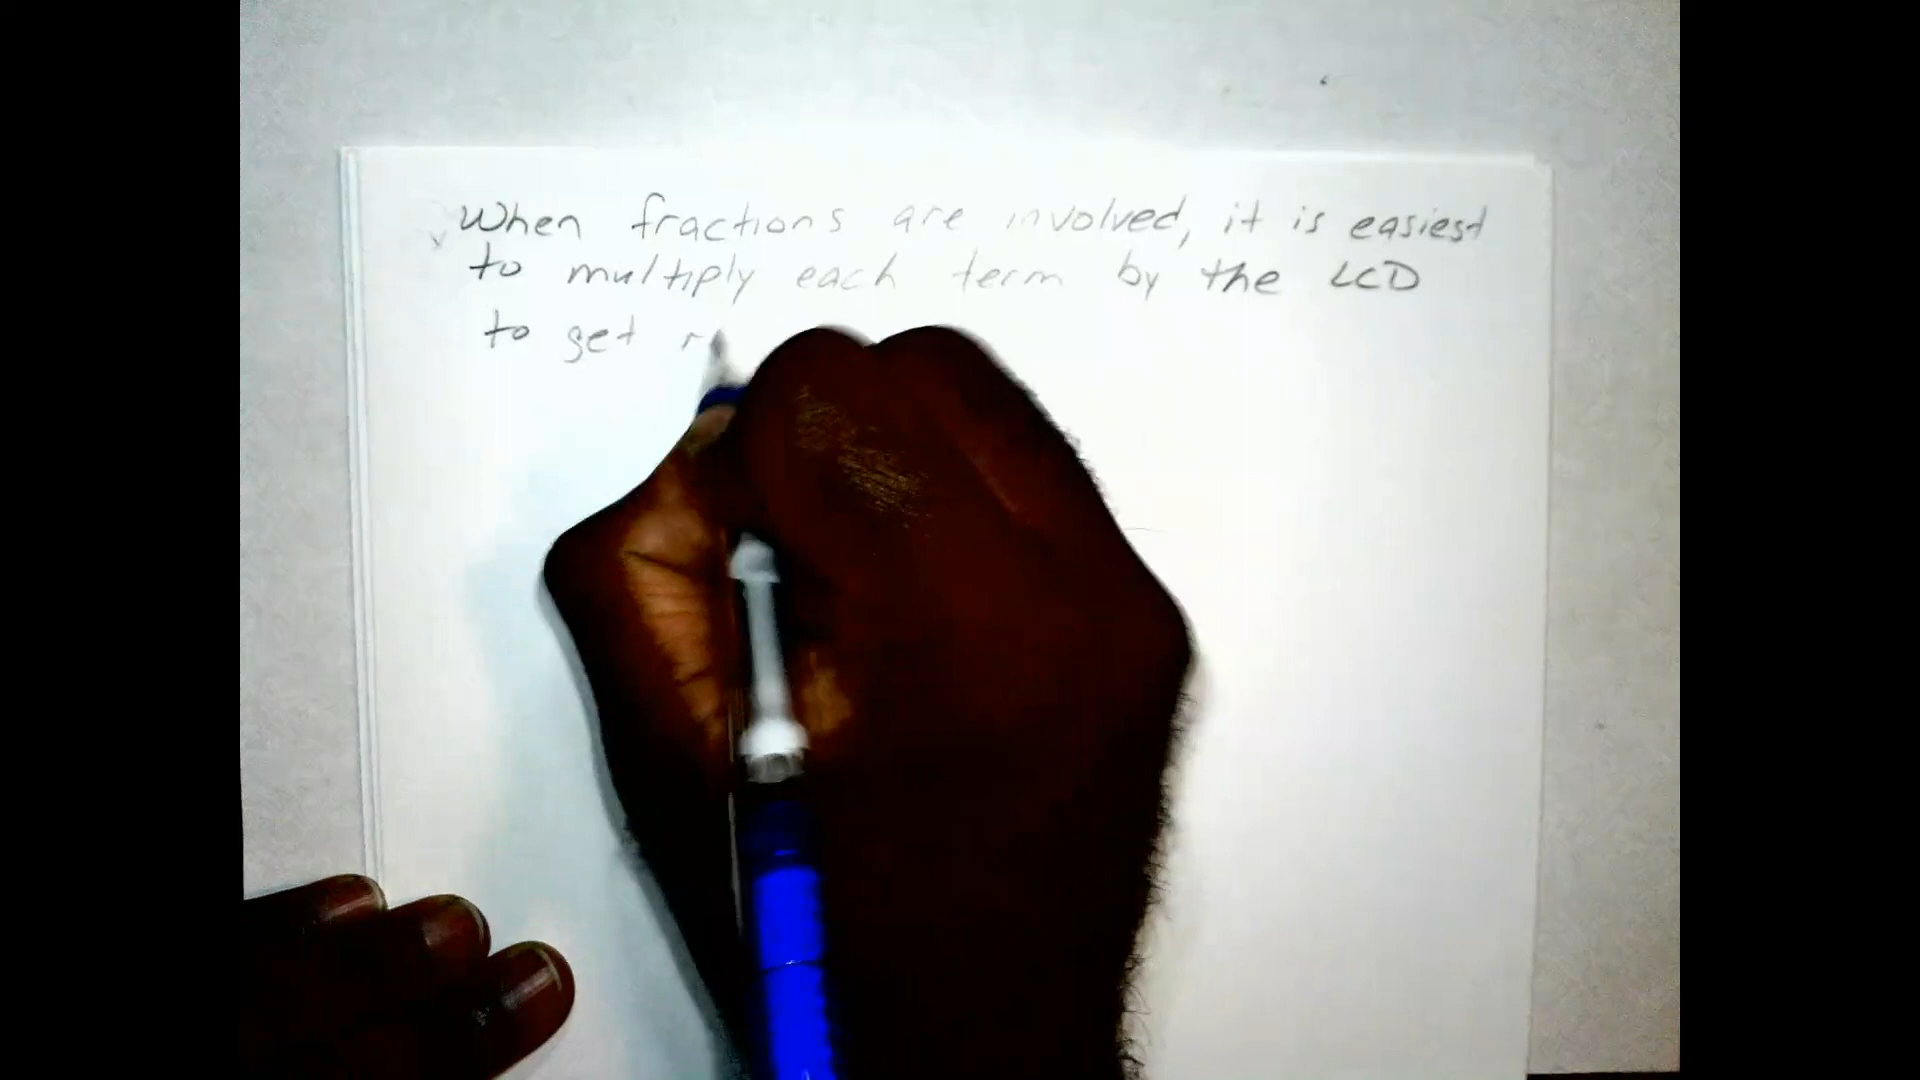 When fractions are involved, it is easiest
to multiply each term by the LCD
to get